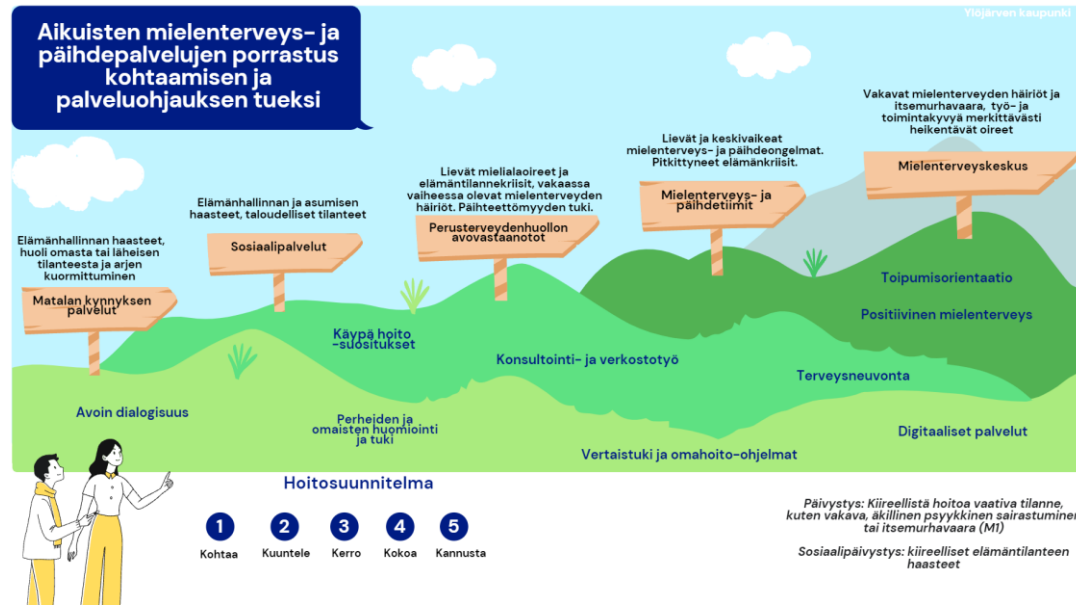 Ylöjärven kaupunki
Aikuisten mielenterveys- ja
päihdepalvelujen porrastus
kohtaamisen ja
palveluohjauksen tueksi
Vakavat mielenterveyden häiriöt ja
itsemurhavaara, työ- ja
toimintakyvyä merkittävästi
heikentävät oireet
Mielenterveyskeskus
Lievät ja keskivaikeat
mielenterveys- ja päihdeongelmat.
Pitkittyneet elämänkriisit.
Mielenterveys- ja
päihdetiimit
Lievät mielialaoireet ja
elämäntilannekriisit, vakaassa
vaiheessa olevat mielenterveyden
häiriöt. Päihteettömyyden tuki.
Perusterveydenhuollon
avovastaanotot
Elämänhallinnan ja asumisen
haasteet, taloudelliset tilanteet
Sosiaalipalvelut
Elämänhallinnan haasteet,
huoli omasta tai läheisen
tilanteesta ja arjen
kuormittuminen
Matalan kynnyksen
palvelut
Toipumisorientaatio
Positiivinen mielenterveys
Käypä hoito
-suositukset
Konsultointi- ja verkostotyö
Terveysneuvonta
Avoin dialogisuus
Perheiden ja
omaisten huomiointi
ja tuki
Vertaistuki ja omahoito-ohjelmat
Digitaaliset palvelut
Hoitosuunnitelma
1 2 3 4 5
Kohtaa Kuuntele Kerro Kokoa Kannusta
Päivystys: Kiireellistä hoitoa vaativa tilanne,
kuten vakava, äkillinen psyykkinen sairastuminen
tai itsemurhavaara (M1)
Sosiaalipäivystys: kiireelliset elämäntilanteen
haasteet